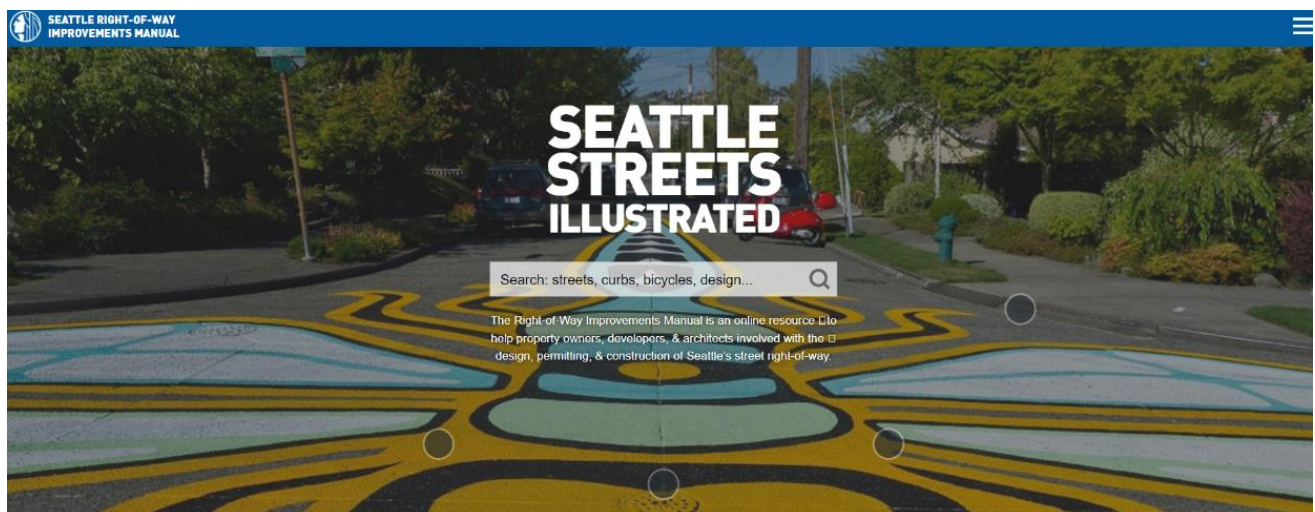 SEATTLE RIGHT-OF-WAY
IMPROVEMENTS MANUAL
SEATTLE
STREETS
ILLUSTRATED
Search: streets, curbs, bicycles, design...
The Right-of-Way Improvements Manual is an online resource □to
help property owners, developers, & architects involved with the □
design, permitting, & construction of Seattle's street right-of-way.